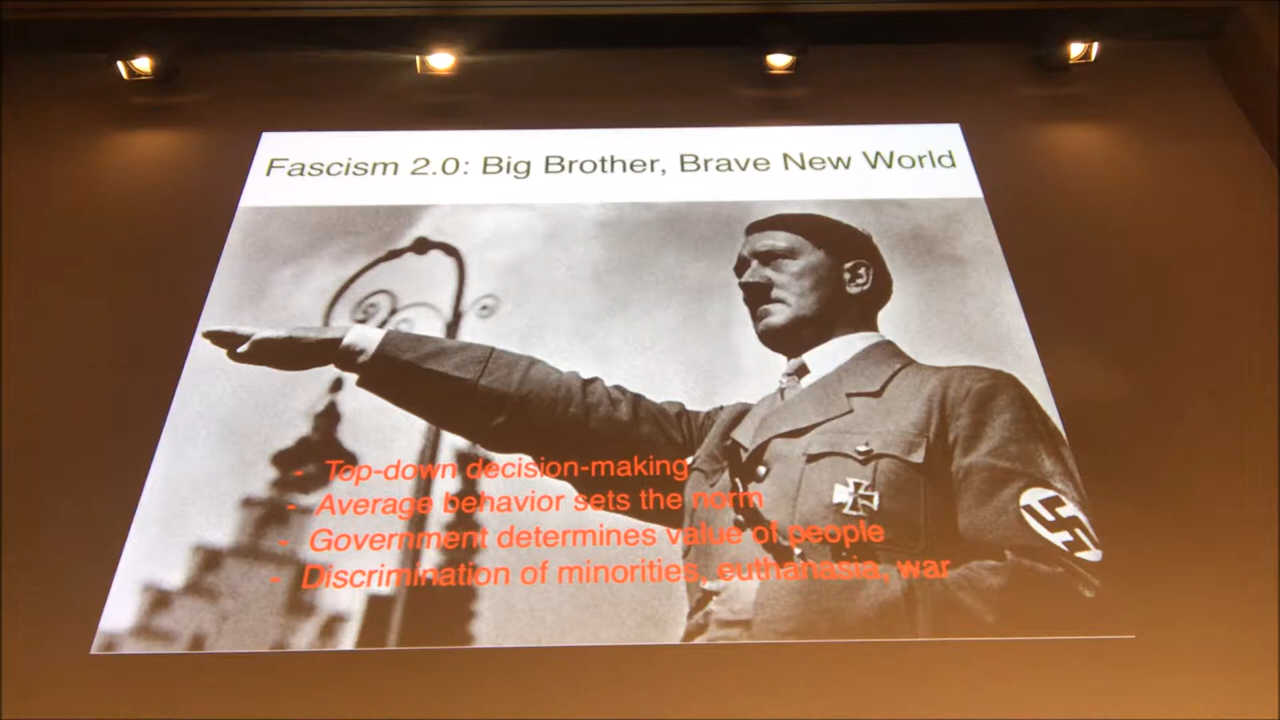 Fascism 2.0: Big Brother, Brave New World
- Top-down decision-making
- Average behavior sets the norm
- Government determines value of people
- Discrimination of minorities, euthanasia, war